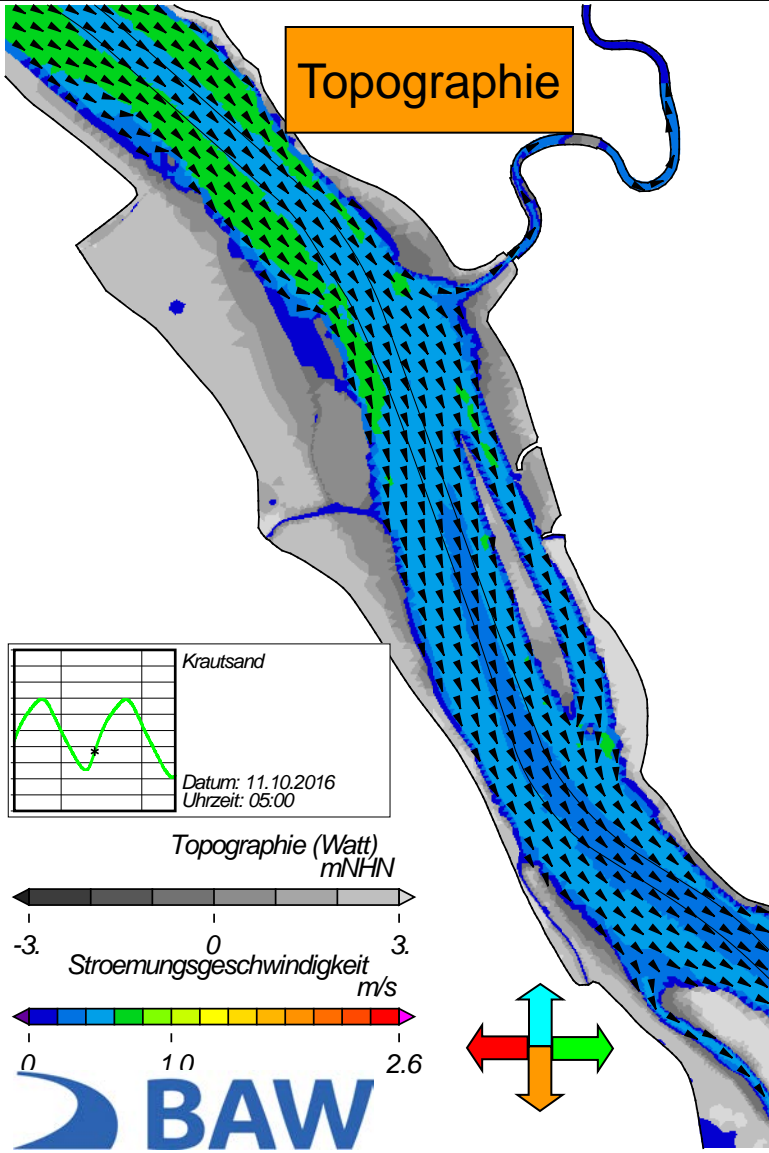 Topographie
Krautsand
Datum: 11.10.2016
Uhrzeit: 05:00
Topographie (Watt)
mNHN
-3. 0 3.
Stroemungsgeschwindigkeit
m/s
0 1.0 2.6
BAW